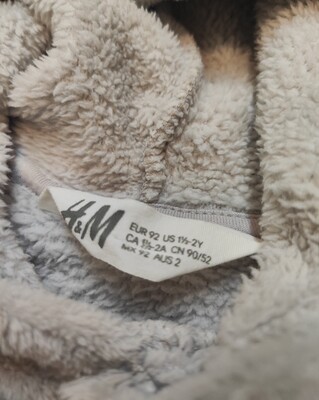 H&M
EUR 92 US 1½-2Y
CA 1½-2A CN 90/52
MX 92 AUS 2